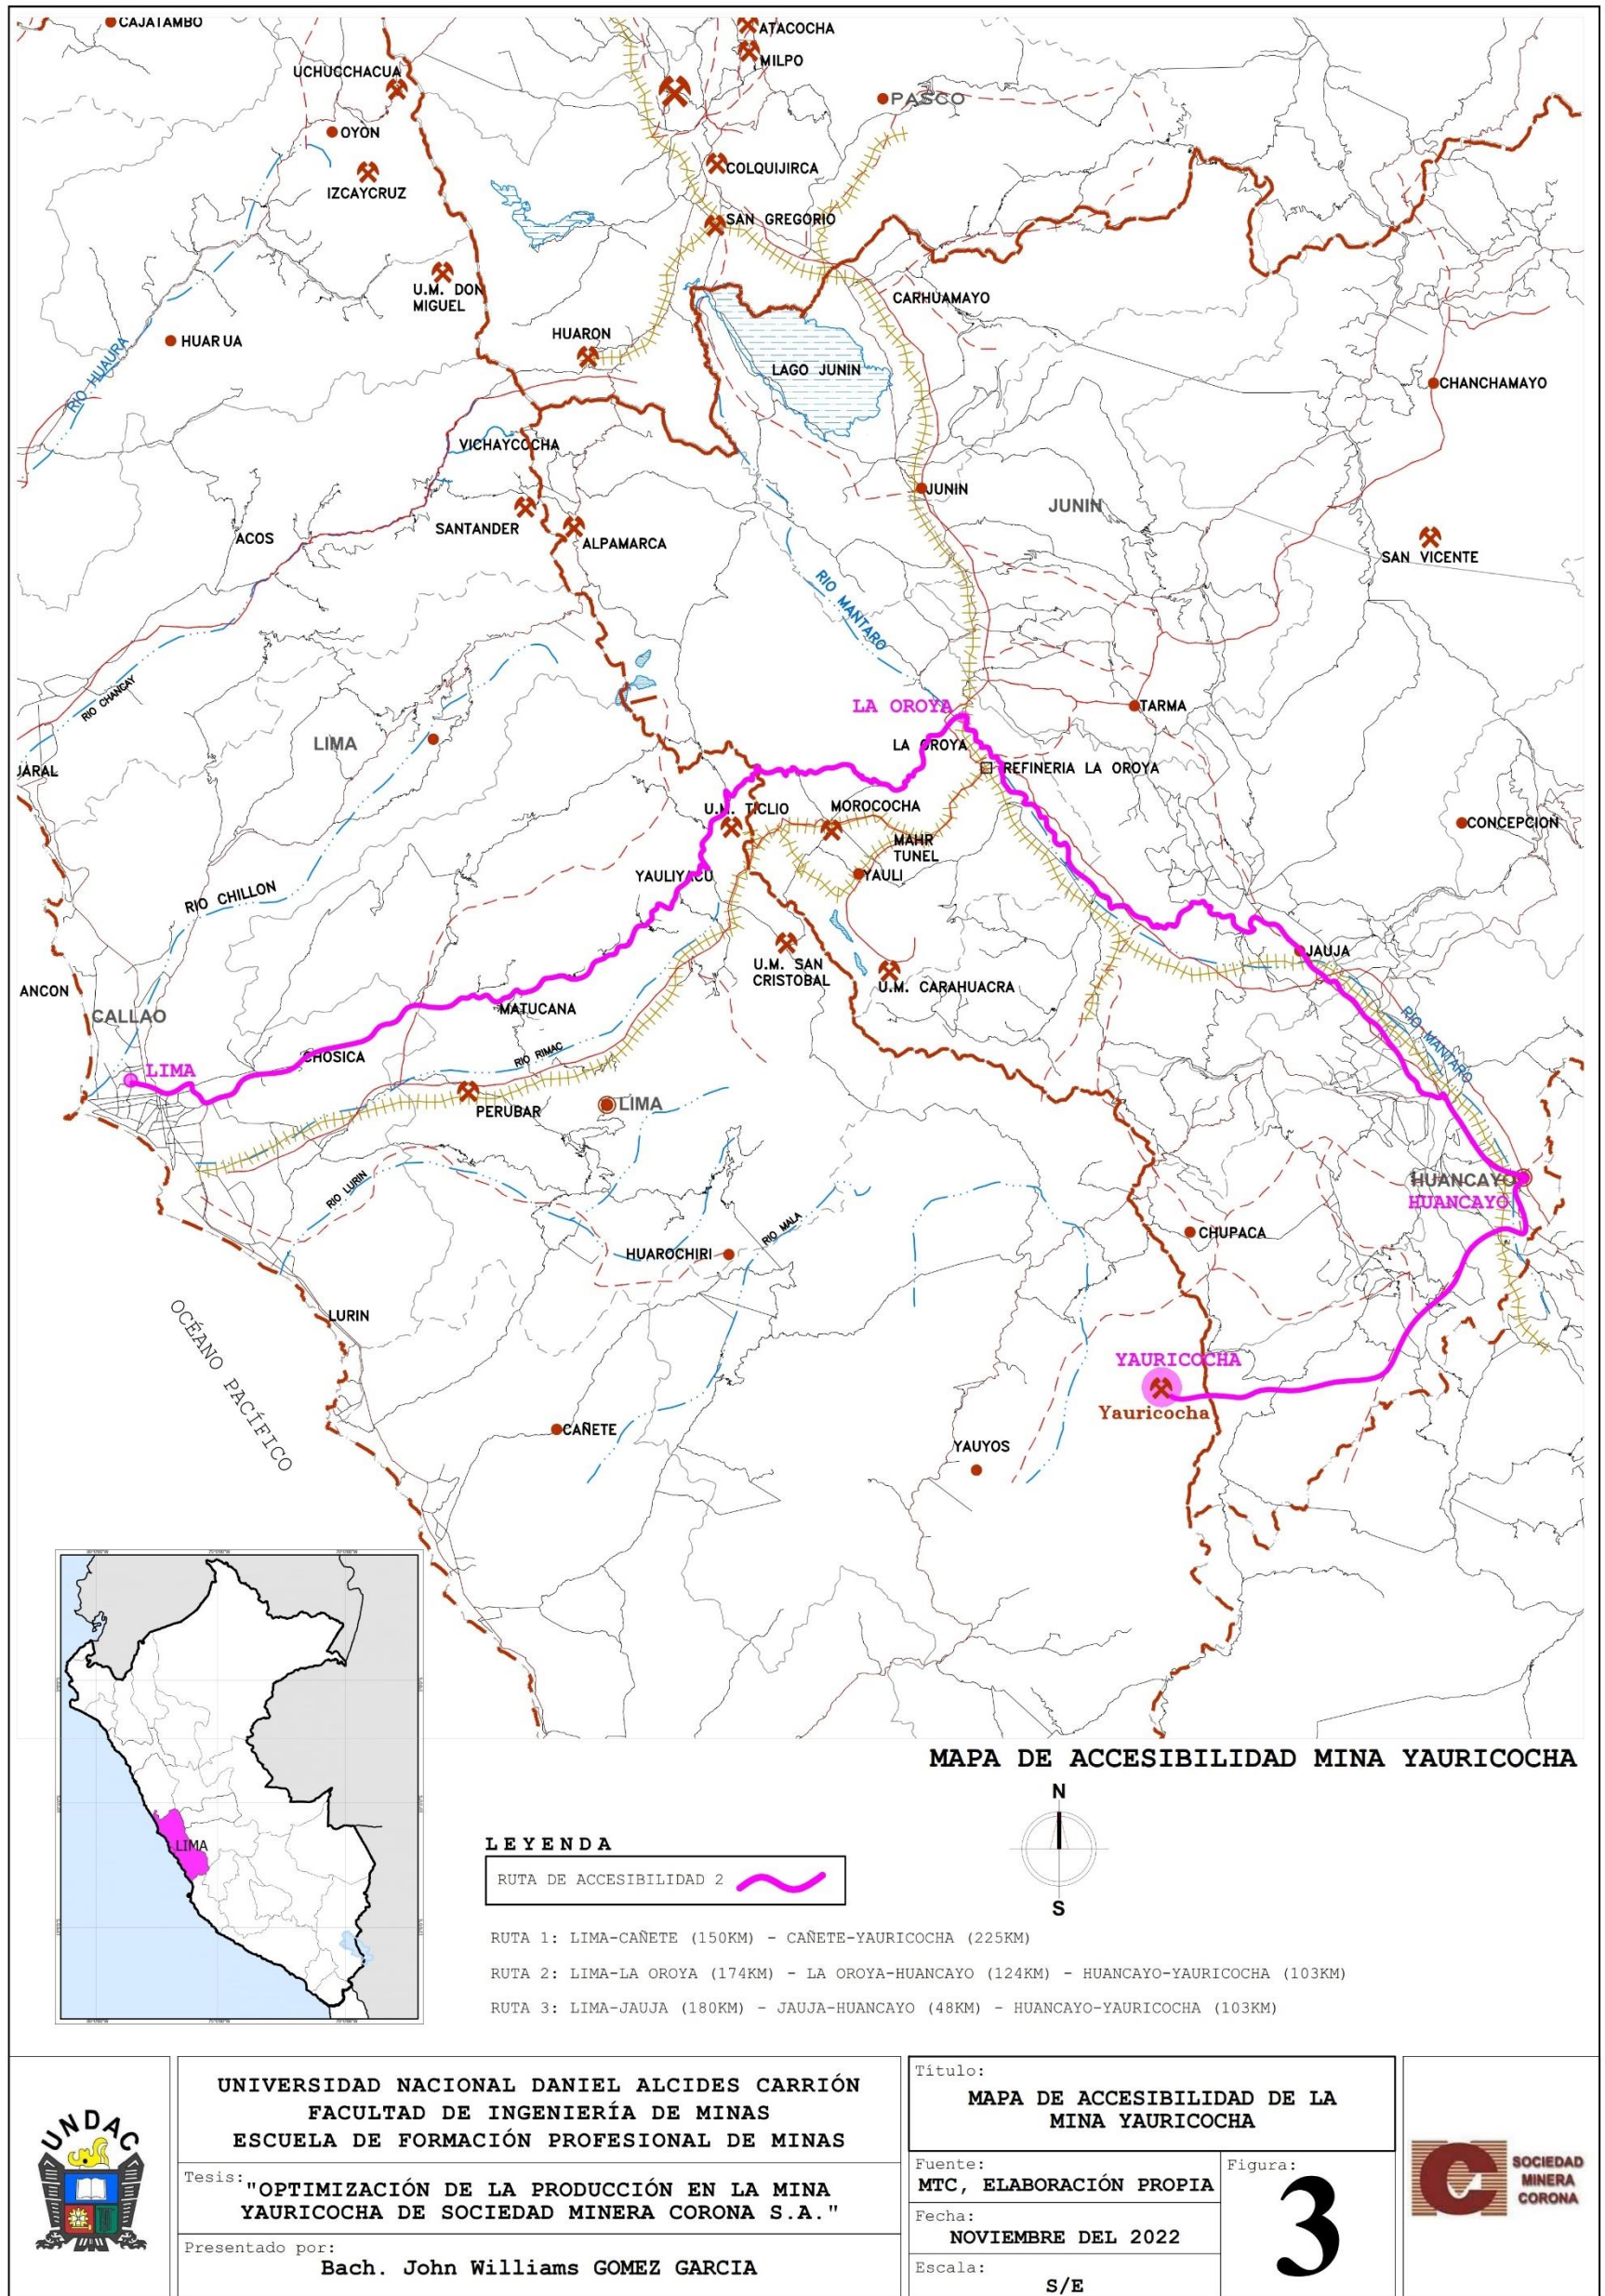 CAJATAMBO
ATACOCHA
MILPO
UCHUCCHACUA
PASCO
OYON
COLQUIJIRCA
IZCAYCRUZ
SAN GREGORIO
U.M. DON
MIGUEL
CARHUAMAYO
HUAR UA
HUARON
RIO HUAURA
LAGO JUNIN
CHANCHAMAYO
VICHAYCOCHA
JUNIN
JUNIN
SANTANDER
ACOS
ALPAMARCA
SAN VICENTE
RIO MANTARO
RIO CHANCAY
LA OROYA
TARMA
LIMA
LA OROYA
JARAL
REFINERIA LA OROYA
U.M. TICLIO
MOROCOCHA
CONCEPCION
MAHR
TUNEL
YAULIYACU
YAULI
RIO CHILLON
JAUJA
U.M. SAN
CRISTOBAL
U.M. CARAHUACRA
ANCON
MATUCANA
CALLAO
RIO MANTARO
CHOSICA
RIO RIMAC
LIMA
PERUBAR
LIMA
HUANCAYO
HUANCAYO
RIO LURIN
RIO MALA
CHUPACA
HUAROCHIRI
LURIN
OCÉANO PACÍFICO
YAURICOCHA
Yauricocha
CAÑETE
YAUYOS
LIMA
MAPA DE ACCESIBILIDAD MINA YAURICOCHA
N
S
LEYENDA
RUTA DE ACCESIBILIDAD 2
RUTA 1: LIMA-CAÑETE (150KM) - CAÑETE-YAURICOCHA (225KM)
RUTA 2: LIMA-LA OROYA (174KM) - LA OROYA-HUANCAYO (124KM) - HUANCAYO-YAURICOCHA (103KM)
RUTA 3: LIMA-JAUJA (180KM) - JAUJA-HUANCAYO (48KM) - HUANCAYO-YAURICOCHA (103KM)
UNDAC
UNIVERSIDAD NACIONAL DANIEL ALCIDES CARRIÓN
FACULTAD DE INGENIERÍA DE MINAS
ESCUELA DE FORMACIÓN PROFESIONAL DE MINAS
Tesis: "OPTIMIZACIÓN DE LA PRODUCCIÓN EN LA MINA
YAURICOCHA DE SOCIEDAD MINERA CORONA S.A."
Presentado por:
Bach. John Williams GOMEZ GARCIA
Título:
MAPA DE ACCESIBILIDAD DE LA
MINA YAURICOCHA
Fuente:
MTC, ELABORACIÓN PROPIA
Fecha:
NOVIEMBRE DEL 2022
Escala:
S/E
Figura:
3
SOCIEDAD
MINERA
CORONA